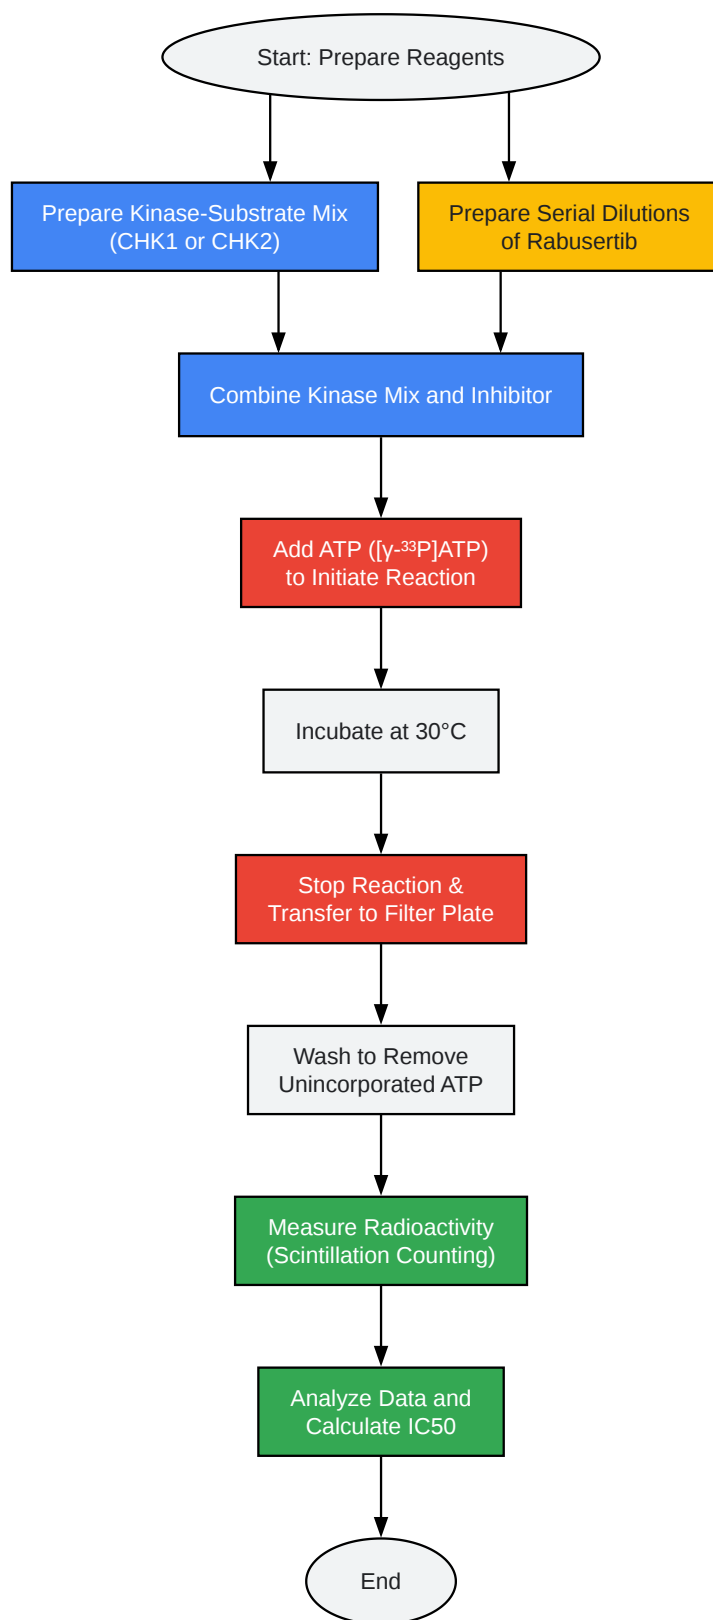 Start: Prepare Reagents
Prepare Kinase-Substrate Mix
(CHK1 or CHK2)
Prepare Serial Dilutions
of Rabusertib
Combine Kinase Mix and Inhibitor
Add ATP ([γ-³³P]ATP)
to Initiate Reaction
Incubate at 30°C
Stop Reaction &
Transfer to Filter Plate
Wash to Remove
Unincorporated ATP
Measure Radioactivity
(Scintillation Counting)
Analyze Data and
Calculate IC50
End